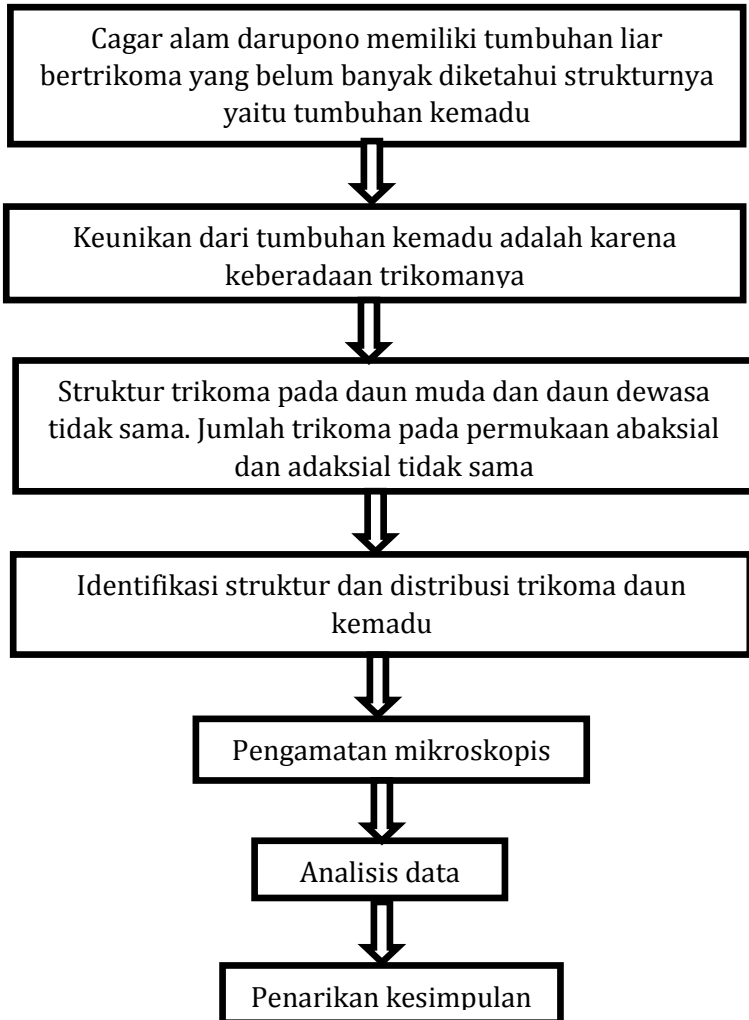 Cagar alam darupono memiliki tumbuhan liar
bertrikoma yang belum banyak diketahui strukturnya
yaitu tumbuhan kemadu
Keunikan dari tumbuhan kemadu adalah karena
keberadaan trikomanya
Struktur trikoma pada daun muda dan daun dewasa
tidak sama. Jumlah trikoma pada permukaan abaksial
dan adaksial tidak sama
Identifikasi struktur dan distribusi trikoma daun
kemadu
Pengamatan mikroskopis
Analisis data
Penarikan kesimpulan